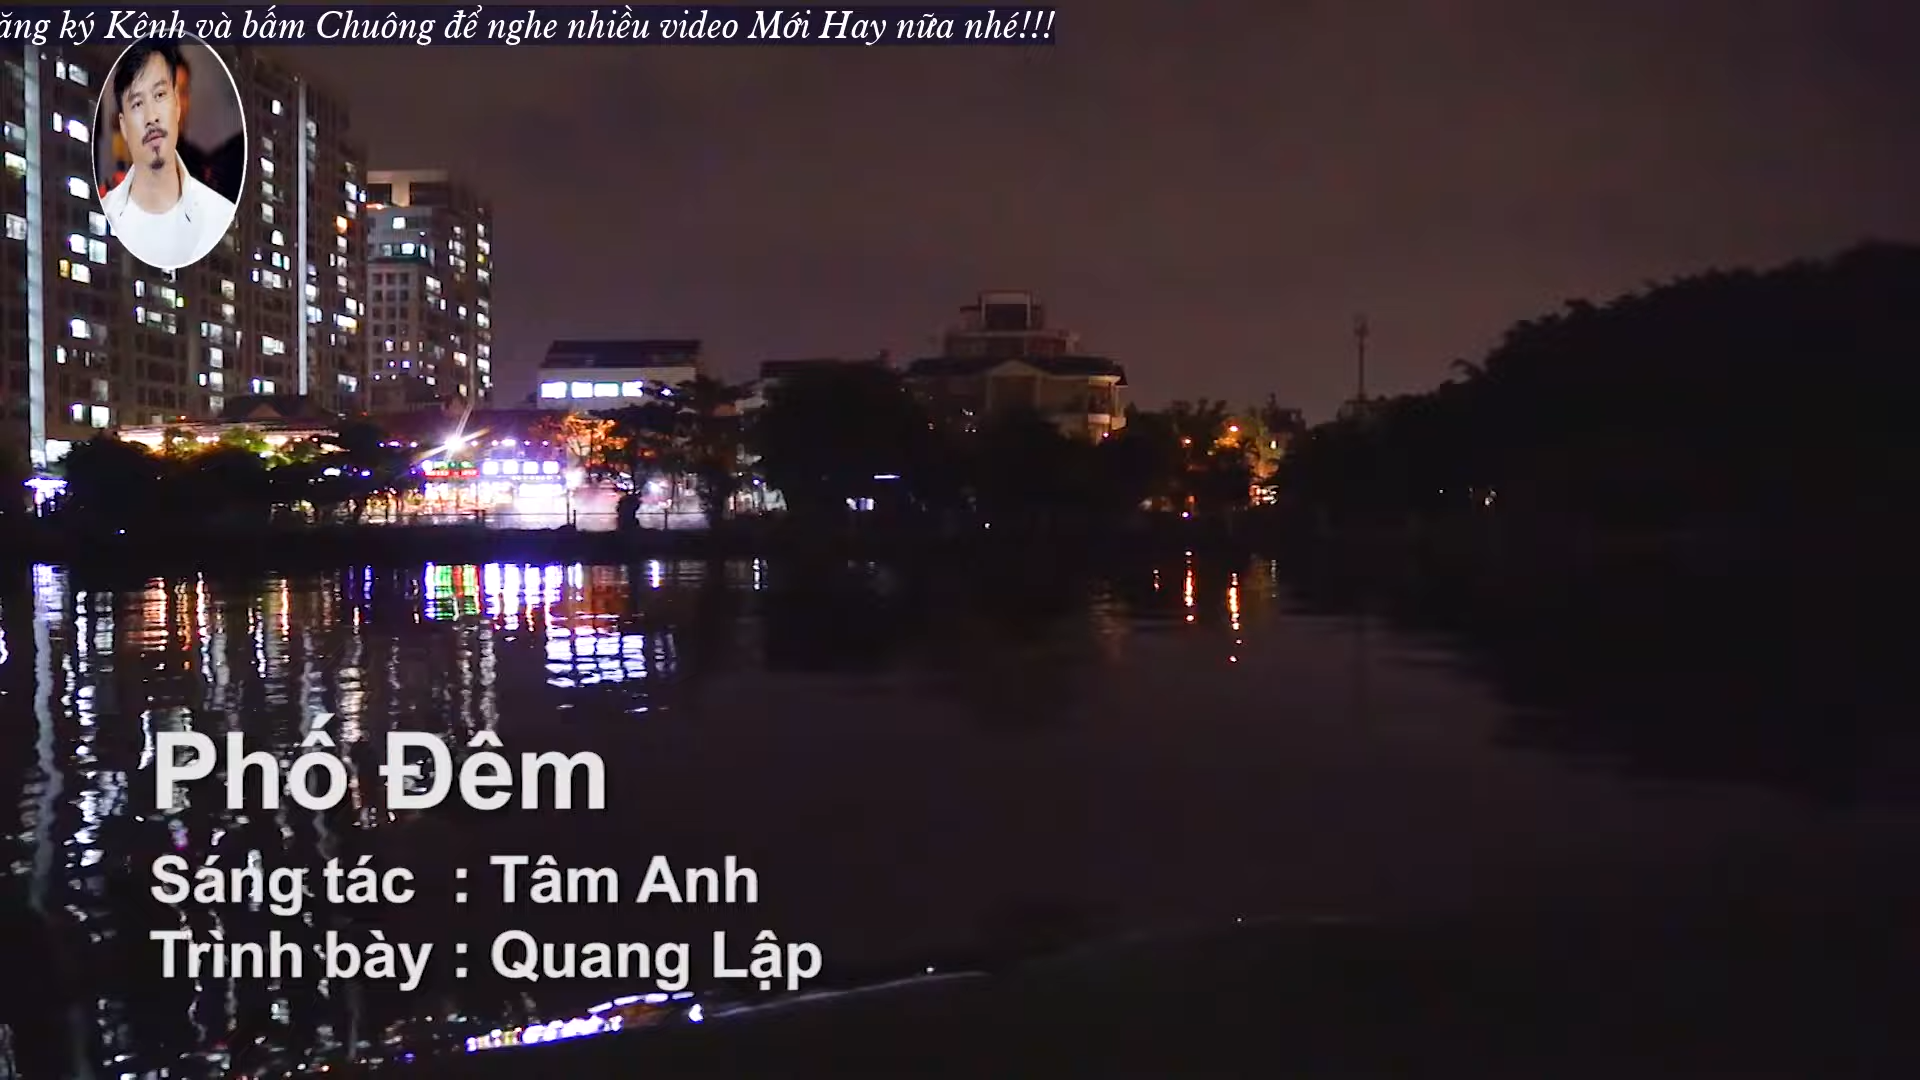 ký Kênh và bấm Chuông để nghe nhiều video Mới Hay nữa nhé!!!
Phố Đêm
Sáng tác : Tâm Anh
Trình bày : Quang Lập